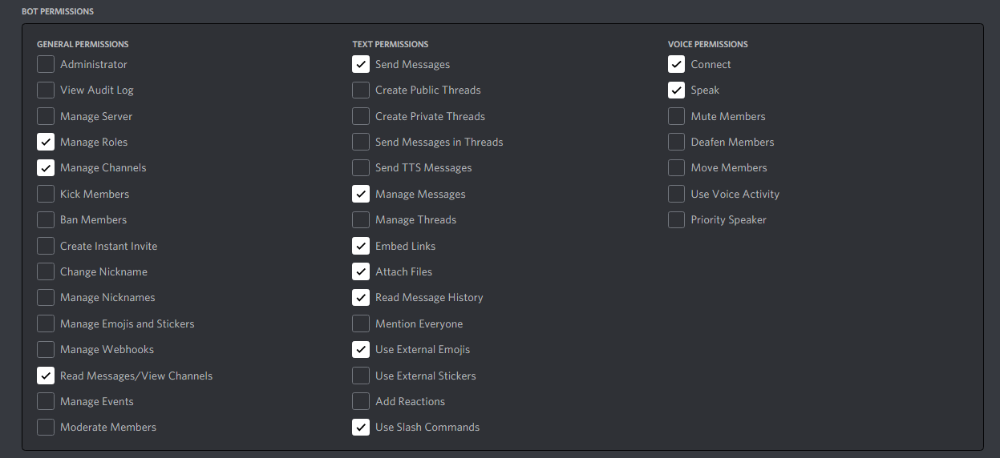 BOT PERMISSIONS
GENERAL PERMISSIONS
Administrator
View Audit Log
Manage Server
Manage Roles
Manage Channels
Kick Members
Ban Members
Create Instant Invite
Change Nickname
Manage Nicknames
Manage Emojis and Stickers
Manage Webhooks
Read Messages/View Channels
Manage Events
Moderate Members
TEXT PERMISSIONS
Send Messages
Create Public Threads
Create Private Threads
Send Messages in Threads
Send TTS Messages
Manage Messages
Manage Threads
Embed Links
Attach Files
Read Message History
Mention Everyone
Use External Emojis
Use External Stickers
Add Reactions
Use Slash Commands
VOICE PERMISSIONS
Connect
Speak
Mute Members
Deafen Members
Move Members
Use Voice Activity
Priority Speaker